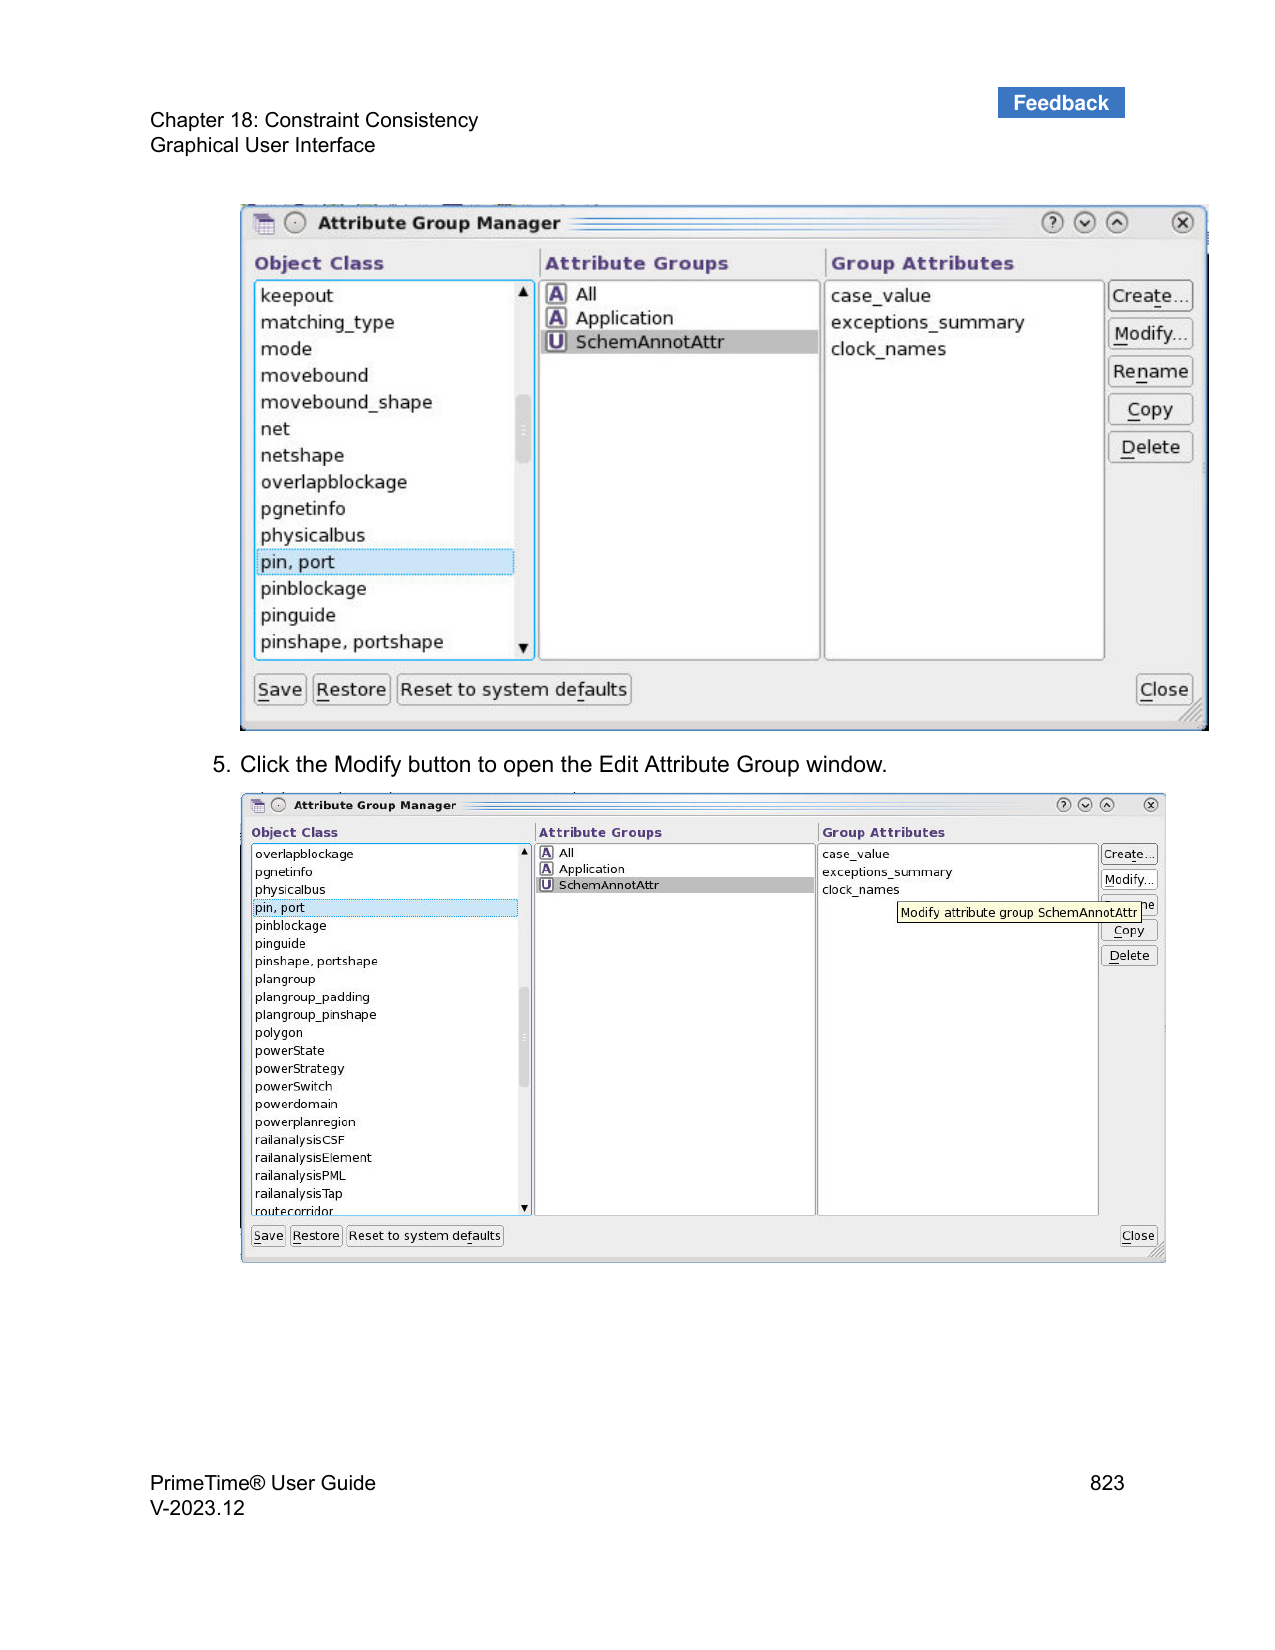 Feedback
Chapter 18: Constraint Consistency
Graphical User Interface
Attribute Group Manager
Object Class
Attribute Groups
Group Attributes
keepout
matching_type
mode
movebound
movebound_shape
net
netshape
overlapblockage
pgnetinfo
physicalbus
pin, port
pinblockage
pinguide
pinshape, portshape
A All
A Application
U SchemAnnotAttr
case_value
exceptions_summary
clock_names
Create...
Modify...
Rename
Copy
Delete
Save Restore Reset to system defaults Close
5. Click the Modify button to open the Edit Attribute Group window.
Attribute Group Manager
Object Class
Attribute Groups
Group Attributes
overlapblockage
pgnetinfo
physicalbus
pin, port
pinblockage
pinguide
pinshape, portshape
plangroup
plangroup_padding
plangroup_pinshape
polygon
powerState
powerStrategy
powerSwitch
powerdomain
powerplanregion
railanalysisCSF
railanalysisElement
railanalysisPML
railanalysisTap
routecorridor
A All
A Application
U SchemAnnotAttr
case_value
exceptions_summary
clock_names
Modify attribute group SchemAnnotAttr
Create...
Modify...
ne
Copy
Delete
Save Restore Reset to system defaults Close
PrimeTime® User Guide 823
V-2023.12